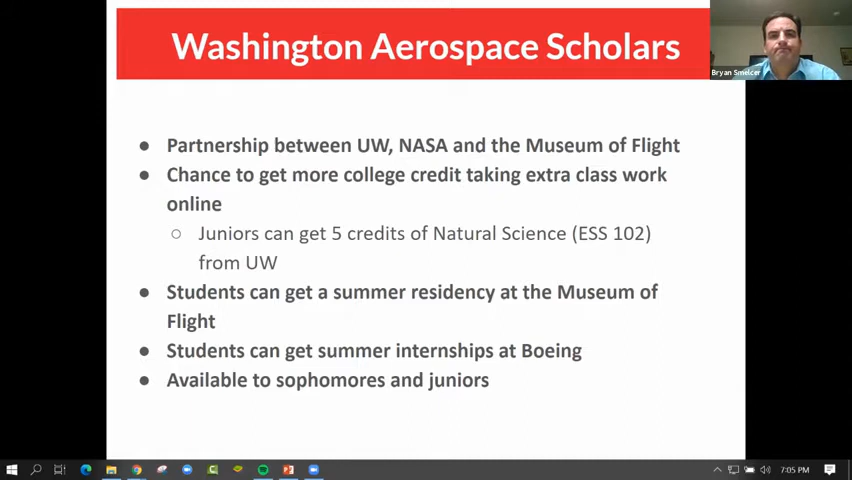 Washington Aerospace Scholars
Bryan Smelcer
● Partnership between UW, NASA and the Museum of Flight
● Chance to get more college credit taking extra class work
online
○ Juniors can get 5 credits of Natural Science (ESS 102)
from UW
● Students can get a summer residency at the Museum of
Flight
● Students can get summer internships at Boeing
● Available to sophomores and juniors
7:05 PM